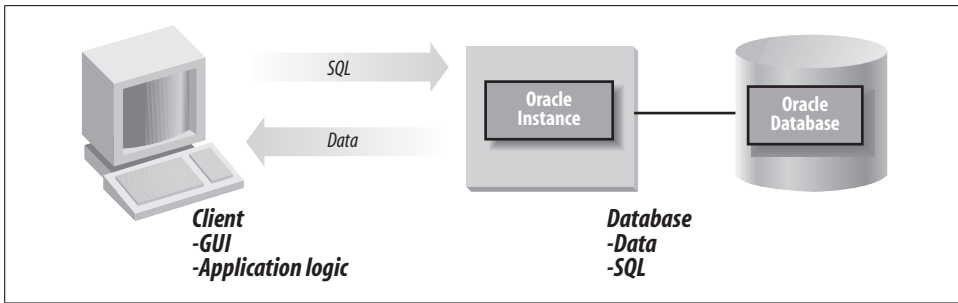 SQL
Data
Oracle
Instance
Oracle
Database
Client
-GUI
-Application logic
Database
-Data
-SQL